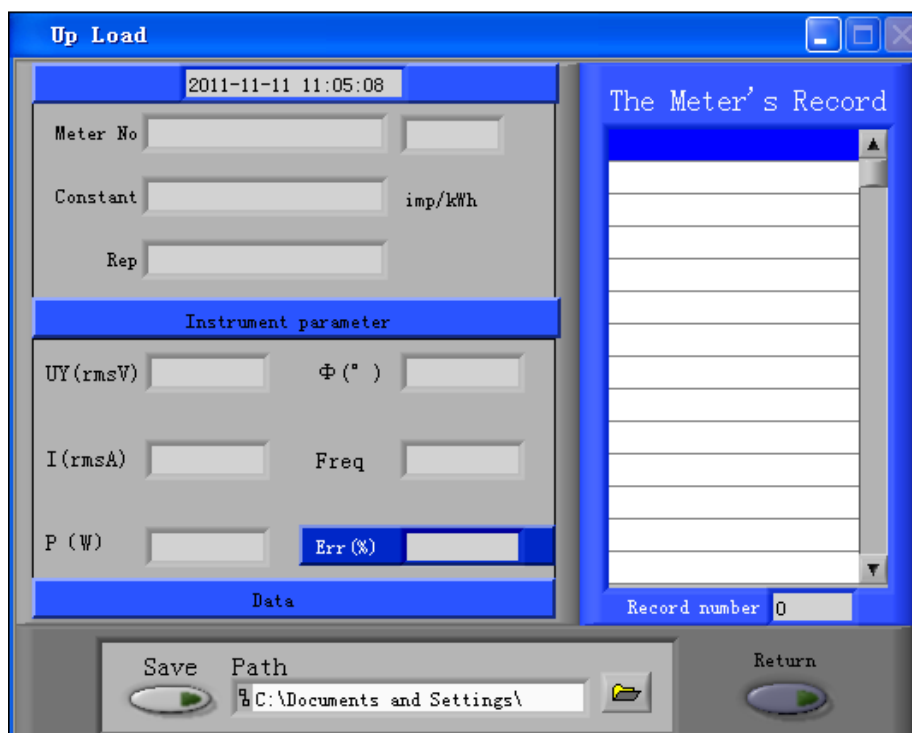 Up Load
2011-11-11 11:05:08
Meter No
Constant imp/kWh
Rep
Instrument parameter
UY(rmsV) Φ(° )
I(rmsA) Freq
P (W) Err(%)
Data
The Meter's Record
Record number 0
Save Path
C:\Documents and Settings\
Return